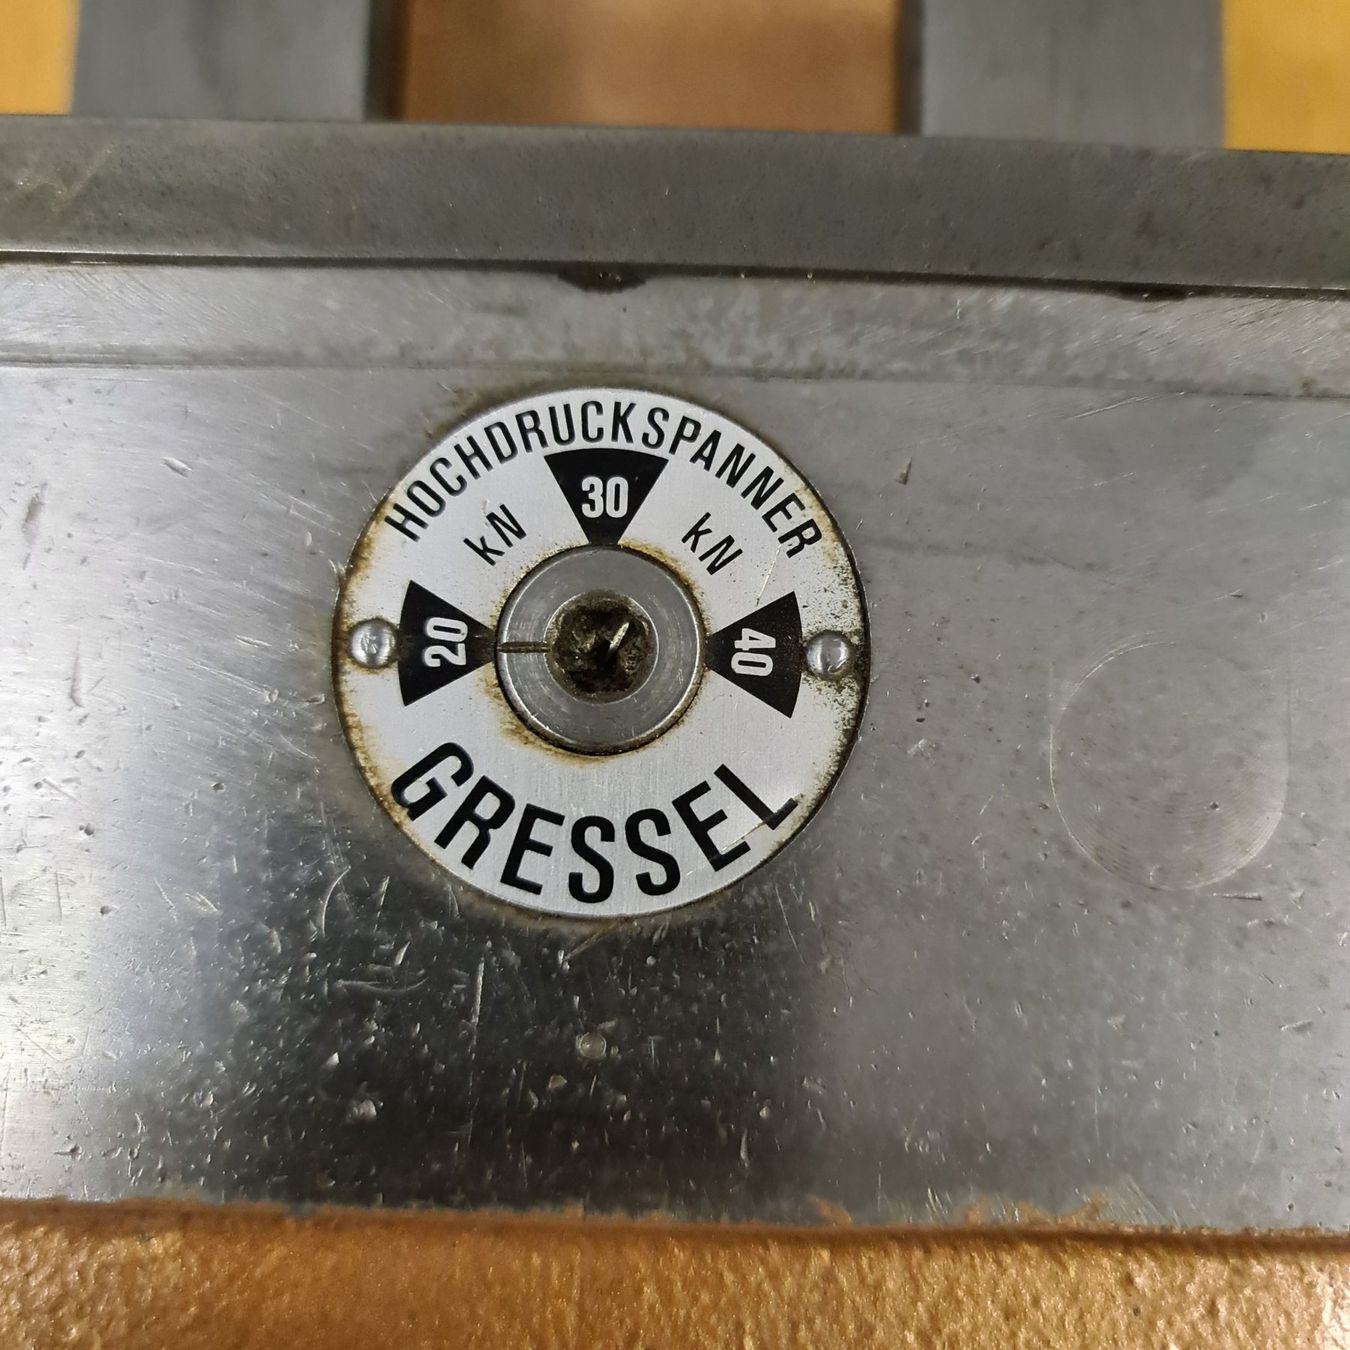 HOCHDRUCKSPANNER
kN 30 kN
20 40
GRESSEL